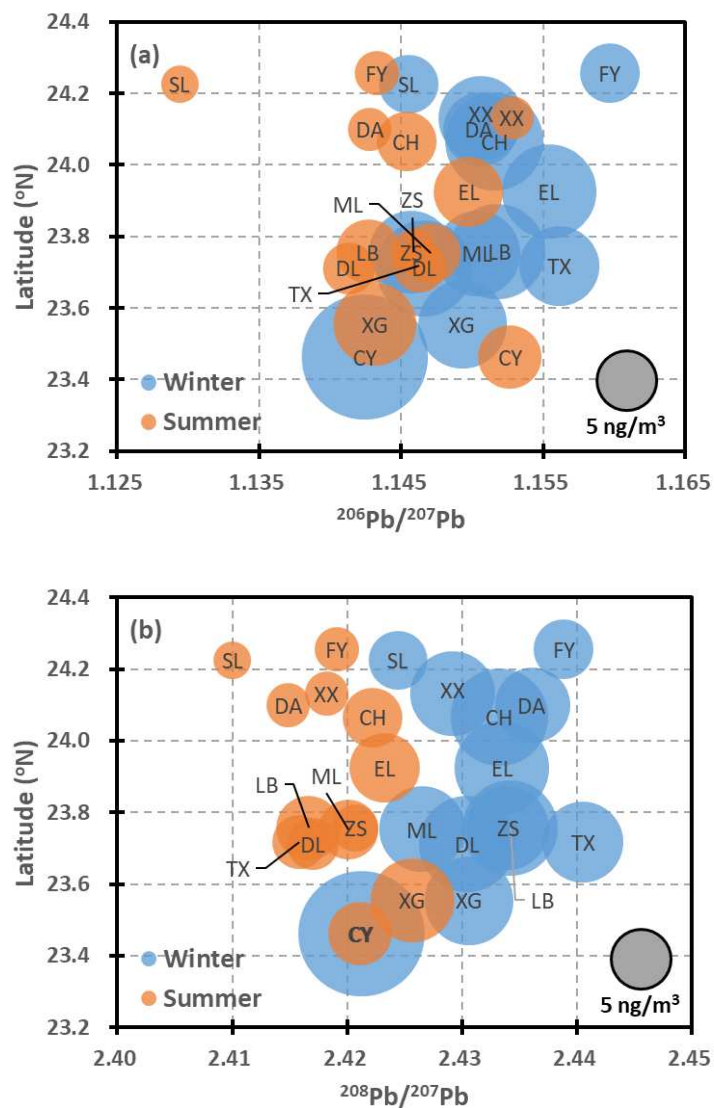 24.4
(a)
FY
SL
SL
FY
24.2
XX
XX
DA
DA
CH
CH
24.0
EL
EL
ML
ZS
23.8
LB
ZS
ML
LB
DL
DL
TX
TX
23.6
XG
XG
CY
CY
23.4
Winter
Summer
5 ng/m³
23.2
1.125
1.135
1.145
1.155
1.165
Latitude (°N)
²⁰⁶Pb/²⁰⁷Pb
24.4
(b)
FY
FY
SL
SL
24.2
XX
XX
DA
DA
CH
CH
24.0
EL
EL
LB
ML
23.8
ZS
ML
ZS
DL
DL
TX
TX
LB
23.6
XG
XG
CY
23.4
Winter
Summer
5 ng/m³
23.2
2.40
2.41
2.42
2.43
2.44
2.45
Latitude (°N)
²⁰⁸Pb/²⁰⁷Pb